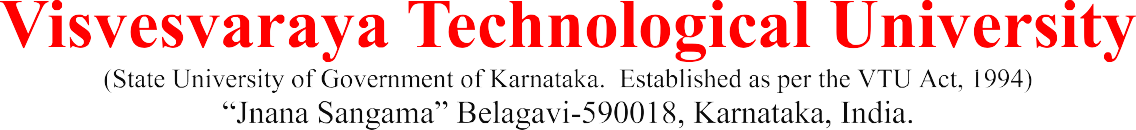 Visvesvaraya Technological University
(State University of Government of Karnataka.  Established as per the VTU Act, 1994)
“Jnana Sangama” Belagavi-590018, Karnataka, India.